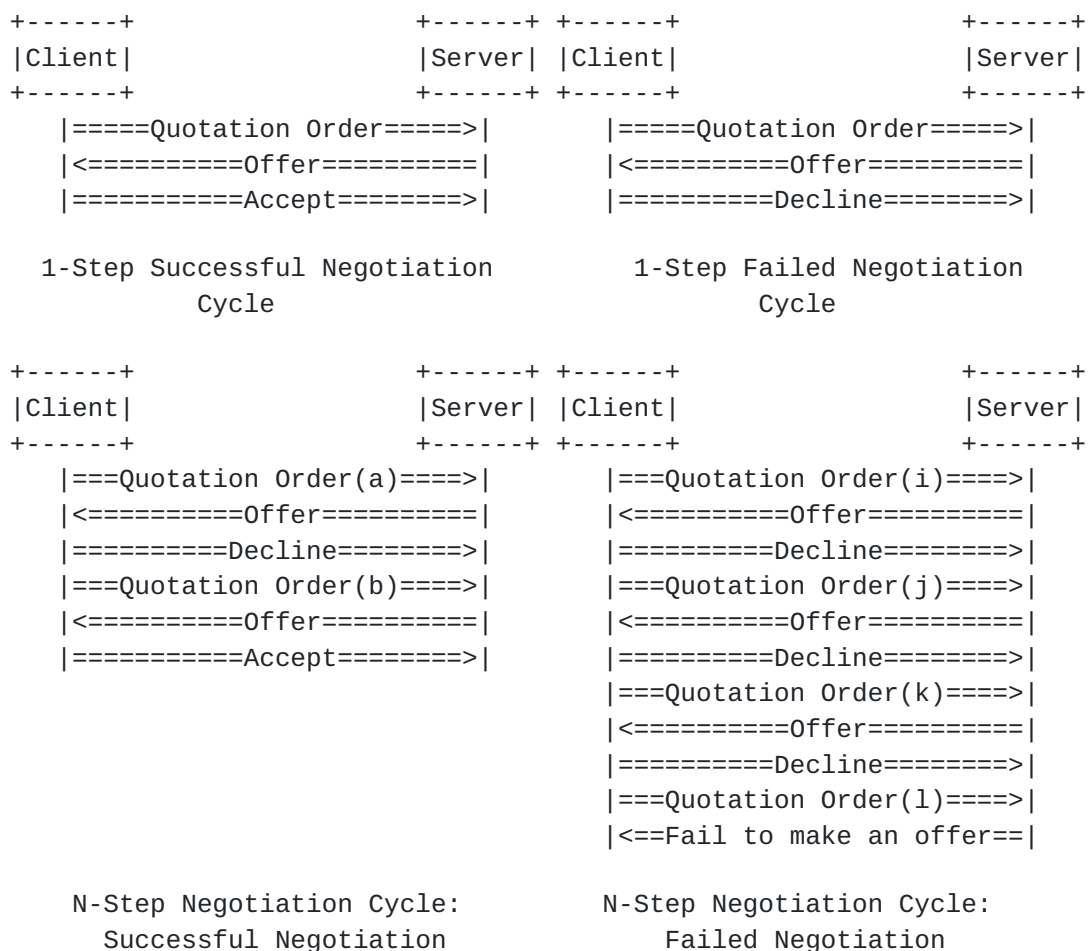 +------+                   +------+ +------+                   +------+
|Client|                   |Server| |Client|                   |Server|
+------+                   +------+ +------+                   +------+
   |=====Quotation Order=====>|        |=====Quotation Order=====>|
   |<==========Offer==========|        |<==========Offer==========|
   |===========Accept========>|        |==========Decline========>|
  1-Step Successful Negotiation         1-Step Failed Negotiation
            Cycle                               Cycle
+------+                   +------+ +------+                   +------+
|Client|                   |Server| |Client|                   |Server|
+------+                   +------+ +------+                   +------+
   |===Quotation Order(a)====>|        |===Quotation Order(i)====>|
   |<==========Offer==========|        |<==========Offer==========|
   |==========Decline========>|        |==========Decline========>|
   |===Quotation Order(b)====>|        |===Quotation Order(j)====>|
   |<==========Offer==========|        |<==========Offer==========|
   |===========Accept========>|        |==========Decline========>|
                                       |===Quotation Order(k)====>|
                                       |<==========Offer==========|
                                       |==========Decline========>|
                                       |===Quotation Order(l)====>|
                                       |<==Fail to make an offer==|
    N-Step Negotiation Cycle:         N-Step Negotiation Cycle:
      Successful Negotiation              Failed Negotiation